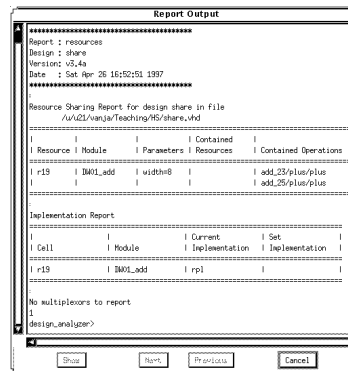 Report Output
****************************************
Report : resources
Design : share
Version: v3.4a
Date : Sat Apr 26 16:52:51 1997
****************************************
Resource Sharing Report for design share in file
/u/u21/vanja/Teaching/HS/share.vhd
===============================================================================
| | | | Contained |
| Resource | Module | Parameters | Resources | Contained Operations
===============================================================================
| r19 | DW01_add | width=8 | | add_23/plus/plus
| | | | | add_25/plus/plus
===============================================================================
Implementation Report
===============================================================================
| | | Current | Set |
| Cell | Module | Implementation | Implementation |
===============================================================================
| r19 | DW01_add | rpl | |
===============================================================================
No multiplexors to report
1
design_analyzer>
Show Next Previous Cancel